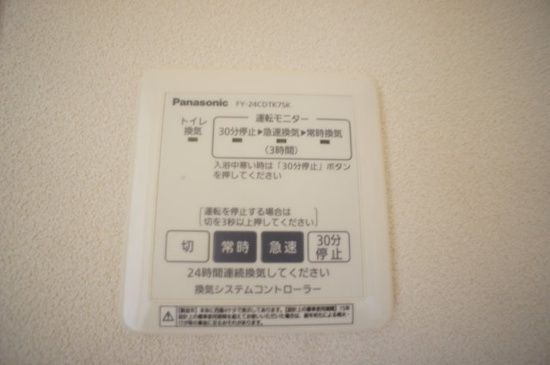 Panasonic FY-24CDTK7SK
トイレ
換気
運転モニター
30分停止▶急速換気▶常時換気
(3時間)
入浴中寒い時は「30分停止」ボタン
を押してください
運転を停止する場合は
切を3秒以上押してください
切 常時 急速 30分
停止
24時間連続換気してください
換気システムコントローラー